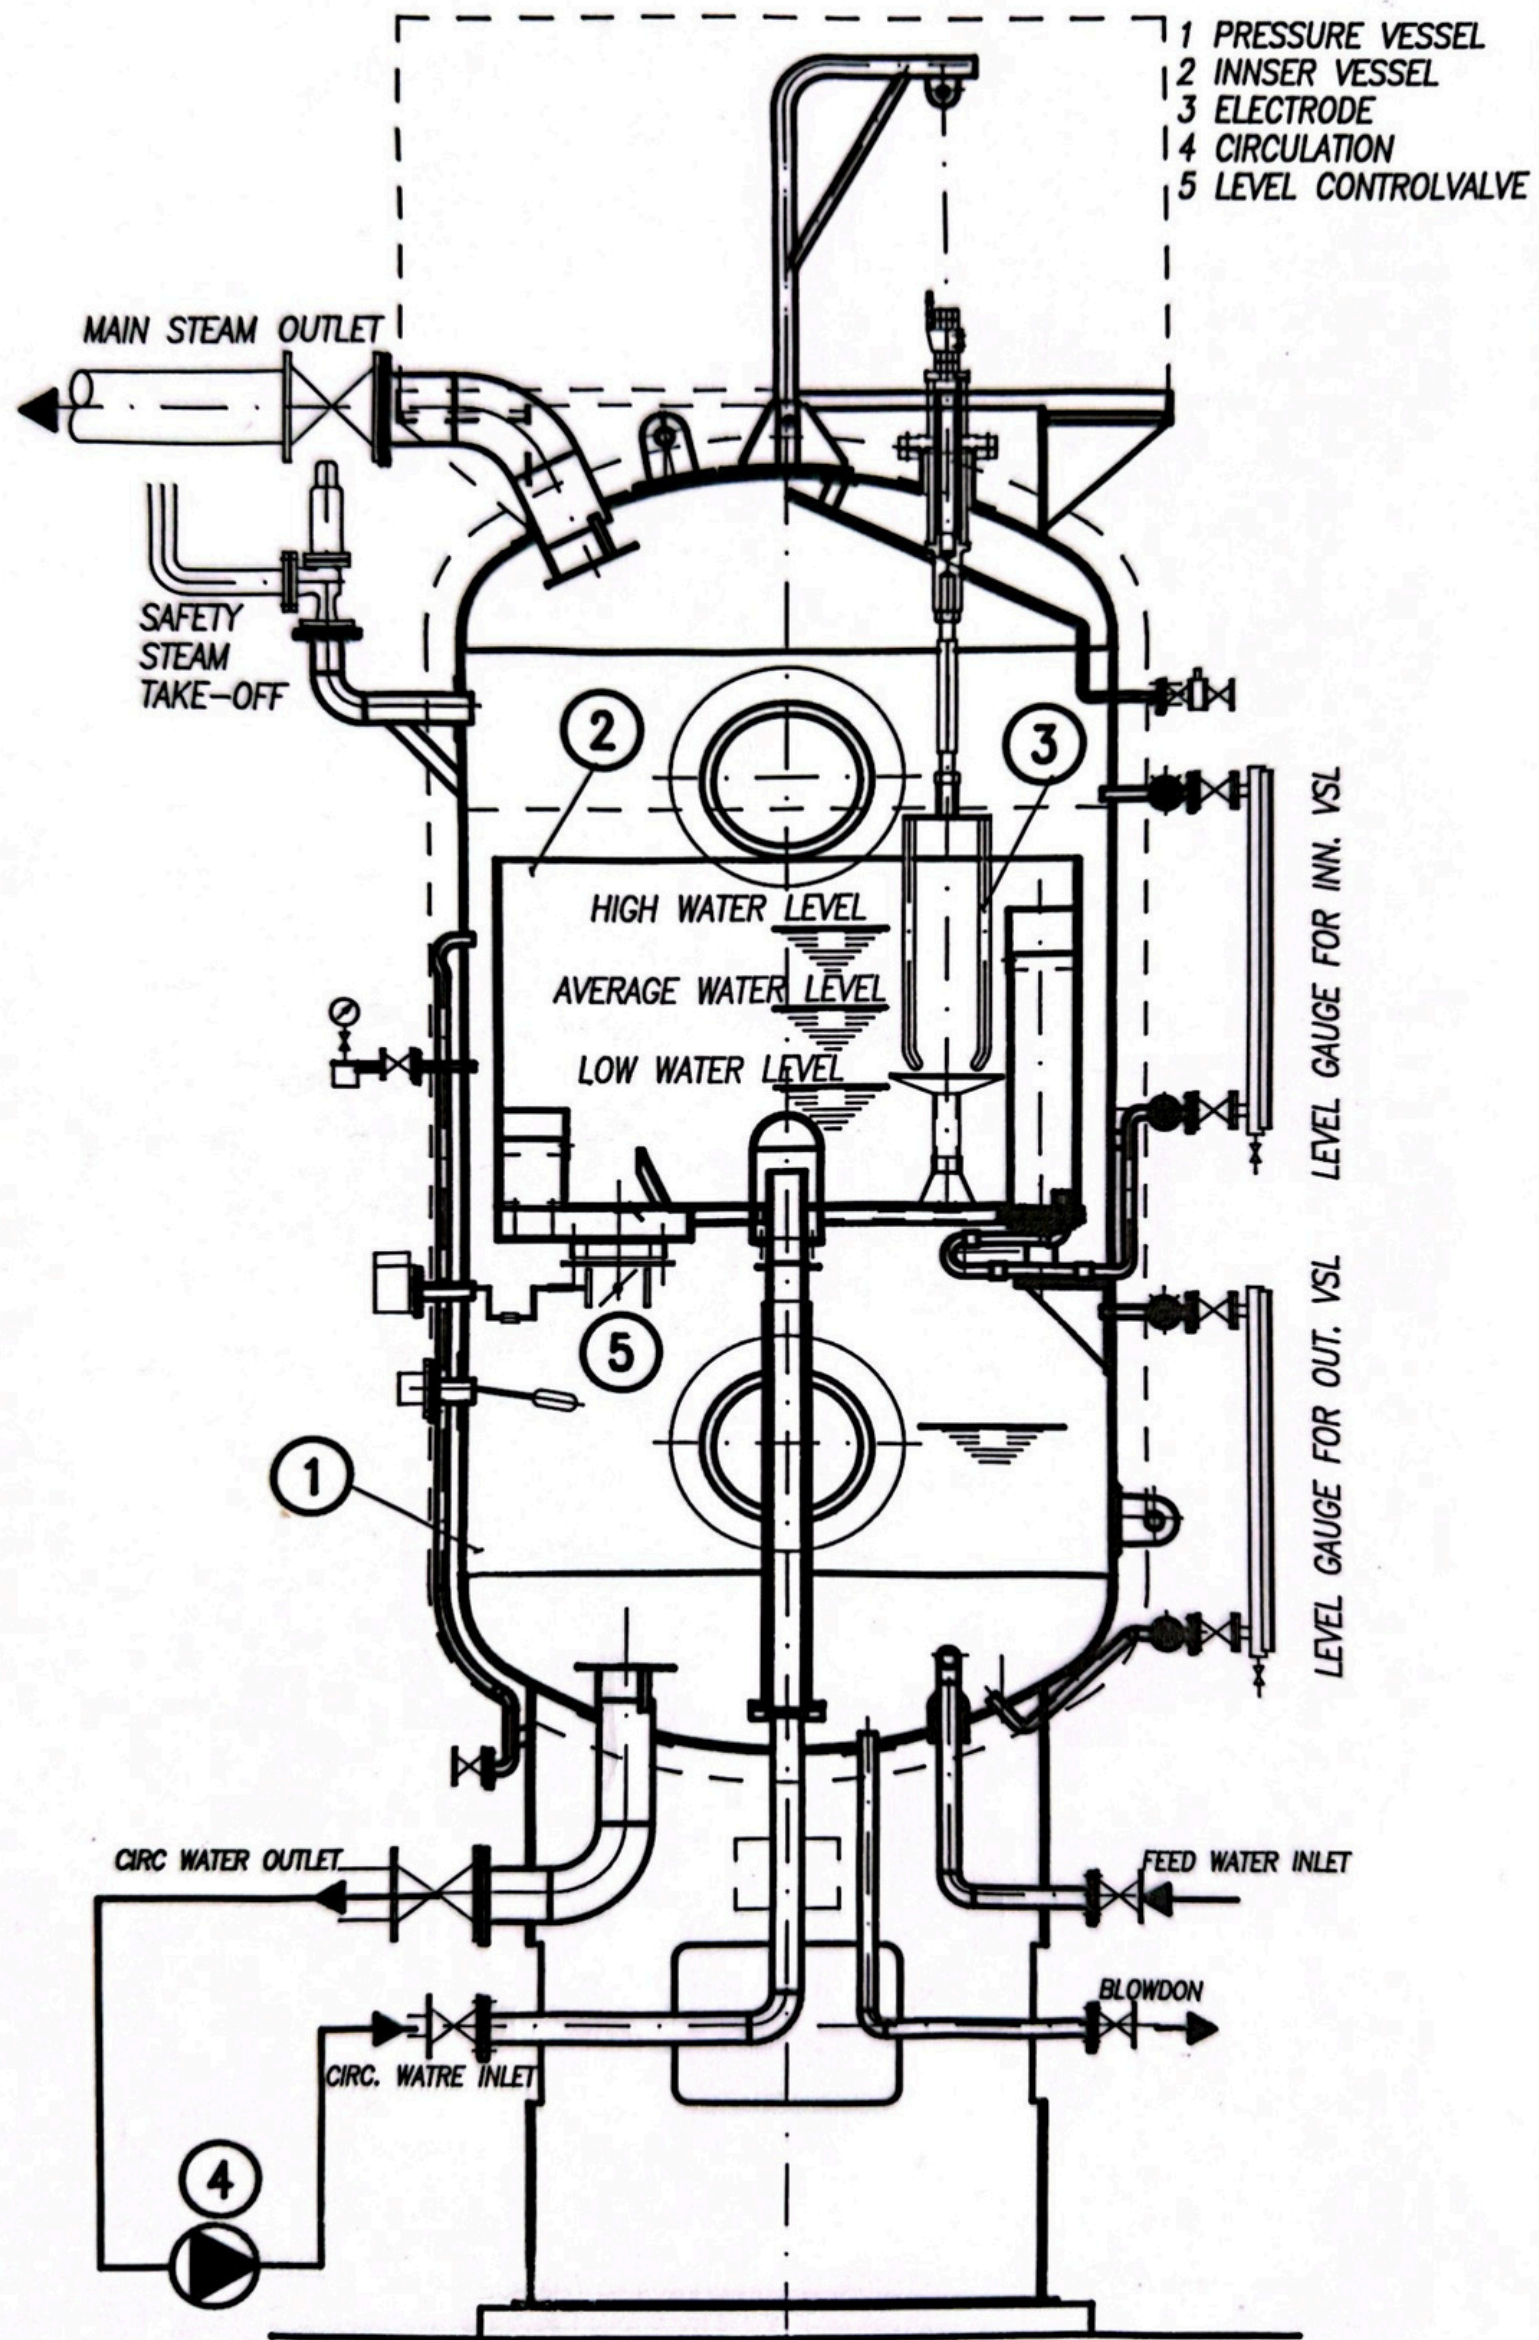 1 PRESSURE VESSEL
2 INNSER VESSEL
3 ELECTRODE
4 CIRCULATION
5 LEVEL CONTROLVALVE
MAIN STEAM OUTLET
SAFETY
STEAM
TAKE-OFF
2
3
HIGH WATER LEVEL
AVERAGE WATER LEVEL
LOW WATER LEVEL
LEVEL GAUGE FOR INN. VSL
5
LEVEL GAUGE FOR OUT. VSL
1
CIRC WATER OUTLET
FEED WATER INLET
BLOWDON
CIRC. WATRE INLET
4